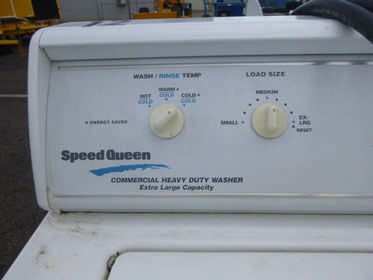 WASH / RINSE TEMP
LOAD SIZE
HOT
COLD
WARM •
COLD
COLD •
COLD
MEDIUM
• ENERGY SAVER
SMALL
EX-
LRG
RESET
Speed Queen
COMMERCIAL HEAVY DUTY WASHER
Extra Large Capacity